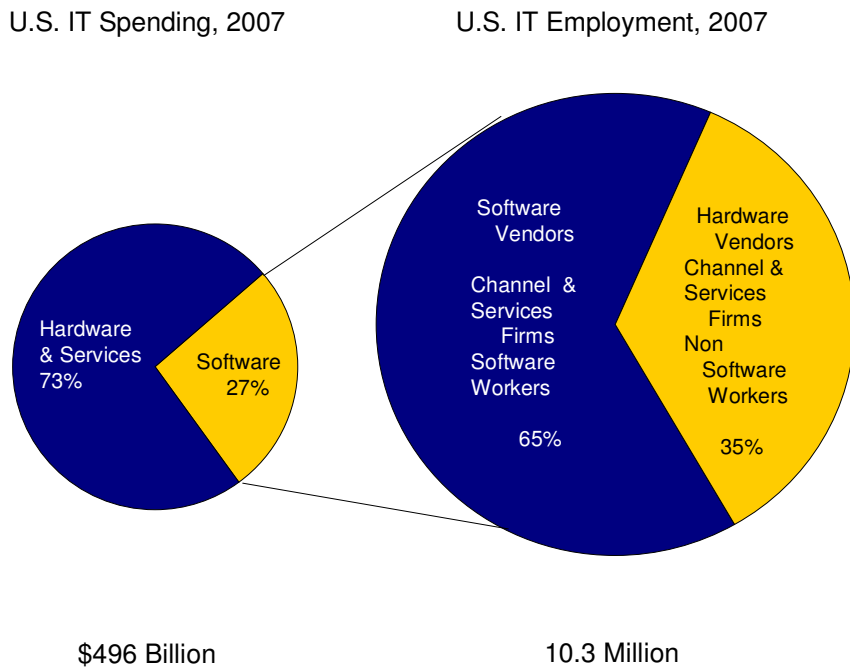 U.S. IT Spending, 2007
U.S. IT Employment, 2007
Hardware
& Services
73%
Software
27%
Software
Vendors
Channel &
Services
Firms
Software
Workers
65%
Hardware
Vendors
Channel &
Services
Firms
Non
Software
Workers
35%
$496 Billion
10.3 Million